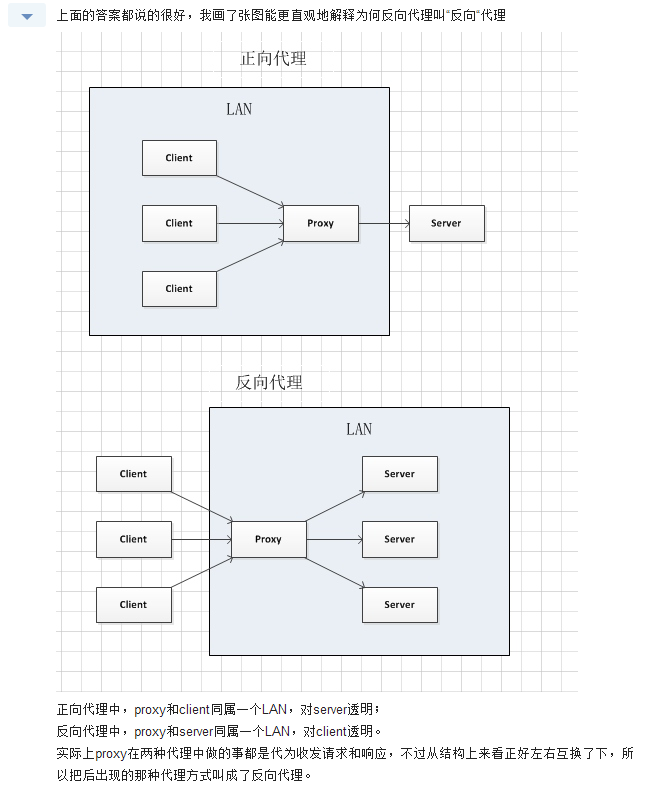 上面的答案都说的很好，我画了张图能更直观地解释为何反向代理叫“反向“代理
正向代理
LAN
Client
Client
Proxy
Server
Client
反向代理
LAN
Client
Server
Client
Proxy
Server
Client
Server
正向代理中，proxy和client同属一个LAN，对server透明；
反向代理中，proxy和server同属一个LAN，对client透明。
实际上proxy在两种代理中做的事都是代为收发请求和响应，不过从结构上来看正好左右互换了下，所
以把后出现的那种代理方式叫成了反向代理。